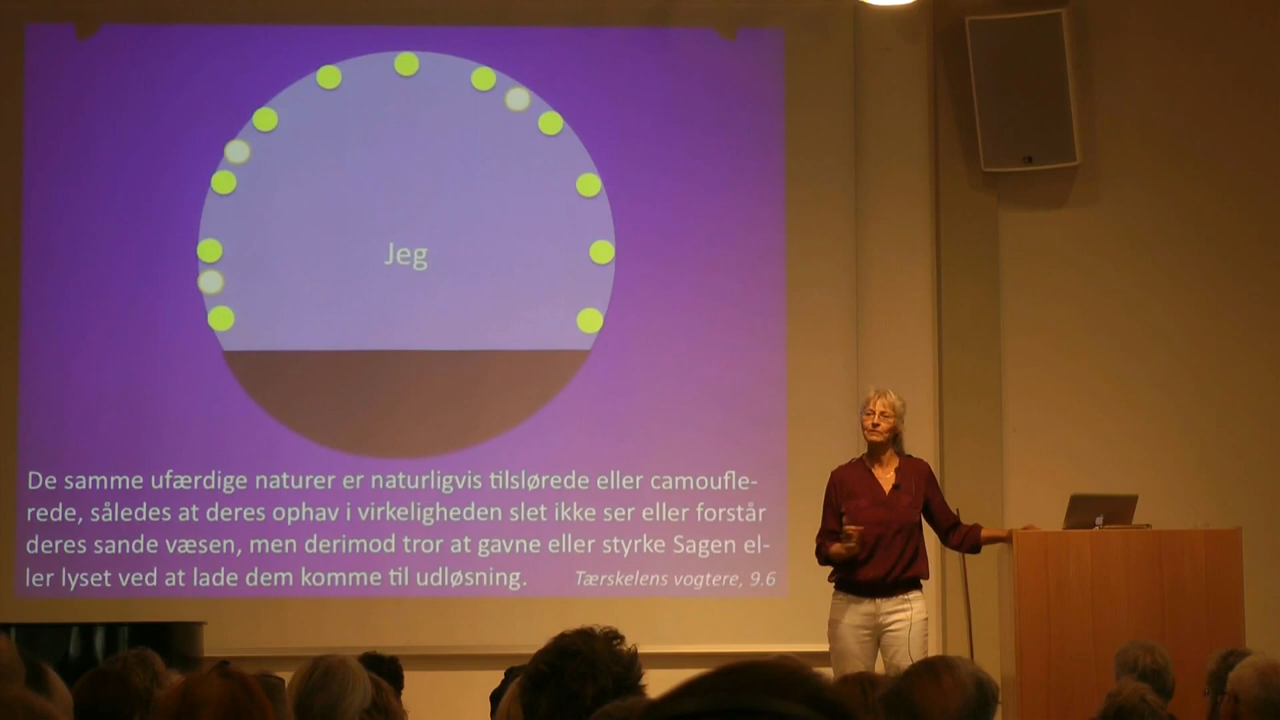 Jeg
De samme ufærdige naturer er naturligvis tilslørede eller camoufle-
rede, således at deres ophav i virkeligheden slet ikke ser eller forstår
deres sande væsen, men derimod tror at gavne eller styrke Sagen el-
ler lyset ved at lade dem komme til udløsning. Tærskelens vogtere, 9.6